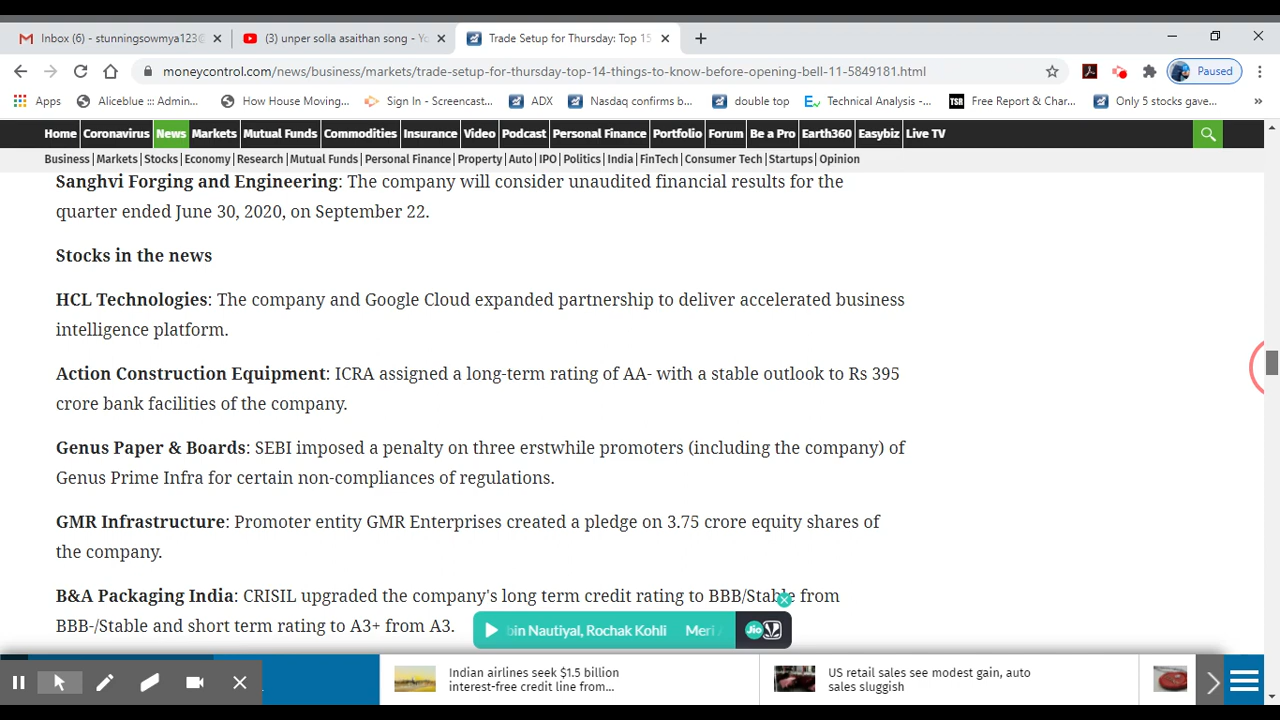 Inbox (6) - stunningsowmya123@
(3) unper solla asaithan song - Yo
Trade Setup for Thursday: Top 15
moneycontrol.com/news/business/markets/trade-setup-for-thursday-top-14-things-to-know-before-opening-bell-11-5849181.html
Paused
Apps
Aliceblue ::: Admin...
How House Moving...
Sign In - Screencast...
ADX
Nasdaq confirms b...
double top
Technical Analysis -...
TSR
Free Report & Char...
Only 5 stocks gave...
»
Home Coronavirus News Markets Mutual Funds Commodities Insurance Video Podcast Personal Finance Portfolio Forum Be a Pro Earth360 Easybiz Live TV
Business | Markets | Stocks | Economy | Research | Mutual Funds | Personal Finance | Property | Auto | IPO | Politics | India | FinTech | Consumer Tech | Startups | Opinion
Sanghvi Forging and Engineering: The company will consider unaudited financial results for the
quarter ended June 30, 2020, on September 22.
Stocks in the news
HCL Technologies: The company and Google Cloud expanded partnership to deliver accelerated business
intelligence platform.
Action Construction Equipment: ICRA assigned a long-term rating of AA- with a stable outlook to Rs 395
crore bank facilities of the company.
Genus Paper & Boards: SEBI imposed a penalty on three erstwhile promoters (including the company) of
Genus Prime Infra for certain non-compliances of regulations.
GMR Infrastructure: Promoter entity GMR Enterprises created a pledge on 3.75 crore equity shares of
the company.
B&A Packaging India: CRISIL upgraded the company's long term credit rating to BBB/Stable from
BBB-/Stable and short term rating to A3+ from A3.
bin Nautiyal, Rochak Kohli Meri
Jio
Indian airlines seek $1.5 billion
interest-free credit line from...
US retail sales see modest gain, auto
sales sluggish